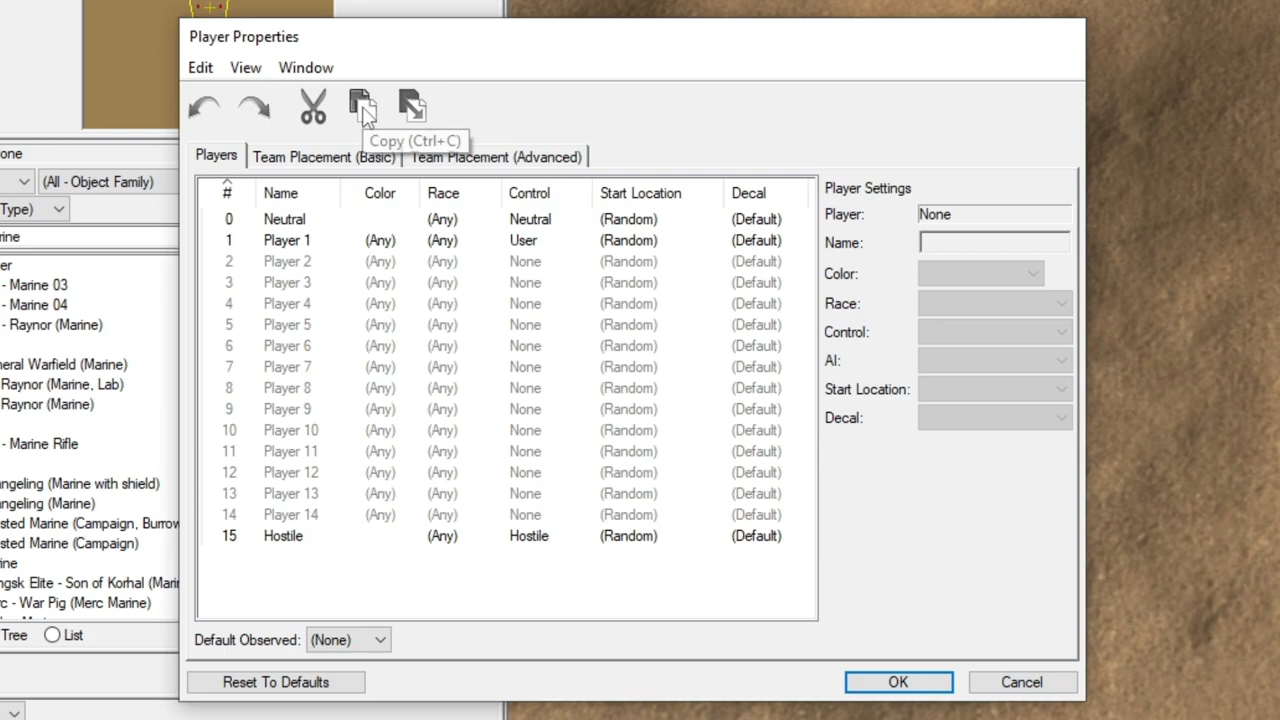 Player Properties
Edit View Window
Copy (Ctrl+C)
Players Team Placement (Basic) Team Placement (Advanced)
# Name Color Race Control Start Location Decal
0 Neutral (Any) Neutral (Random) (Default)
1 Player 1 (Any) (Any) User (Random) (Default)
2 Player 2 (Any) (Any) None (Random) (Default)
3 Player 3 (Any) (Any) None (Random) (Default)
4 Player 4 (Any) (Any) None (Random) (Default)
5 Player 5 (Any) (Any) None (Random) (Default)
6 Player 6 (Any) (Any) None (Random) (Default)
7 Player 7 (Any) (Any) None (Random) (Default)
8 Player 8 (Any) (Any) None (Random) (Default)
9 Player 9 (Any) (Any) None (Random) (Default)
10 Player 10 (Any) (Any) None (Random) (Default)
11 Player 11 (Any) (Any) None (Random) (Default)
12 Player 12 (Any) (Any) None (Random) (Default)
13 Player 13 (Any) (Any) None (Random) (Default)
14 Player 14 (Any) (Any) None (Random) (Default)
15 Hostile (Any) Hostile (Random) (Default)
Default Observed: (None)
Player Settings
Player: None
Name:
Color:
Race:
Control:
AI:
Start Location:
Decal:
Reset To Defaults OK Cancel
one
(All - Object Family)
Type)
rine
er
- Marine 03
- Marine 04
- Raynor (Marine)
neral Warfield (Marine)
Raynor (Marine, Lab)
Raynor (Marine)
- Marine Rifle
ngeling (Marine with shield)
ngeling (Marine)
sted Marine (Campaign, Burrow
sted Marine (Campaign)
rine
ngsk Elite - Son of Korhal (Mari
rc - War Pig (Merc Marine)
Tree List